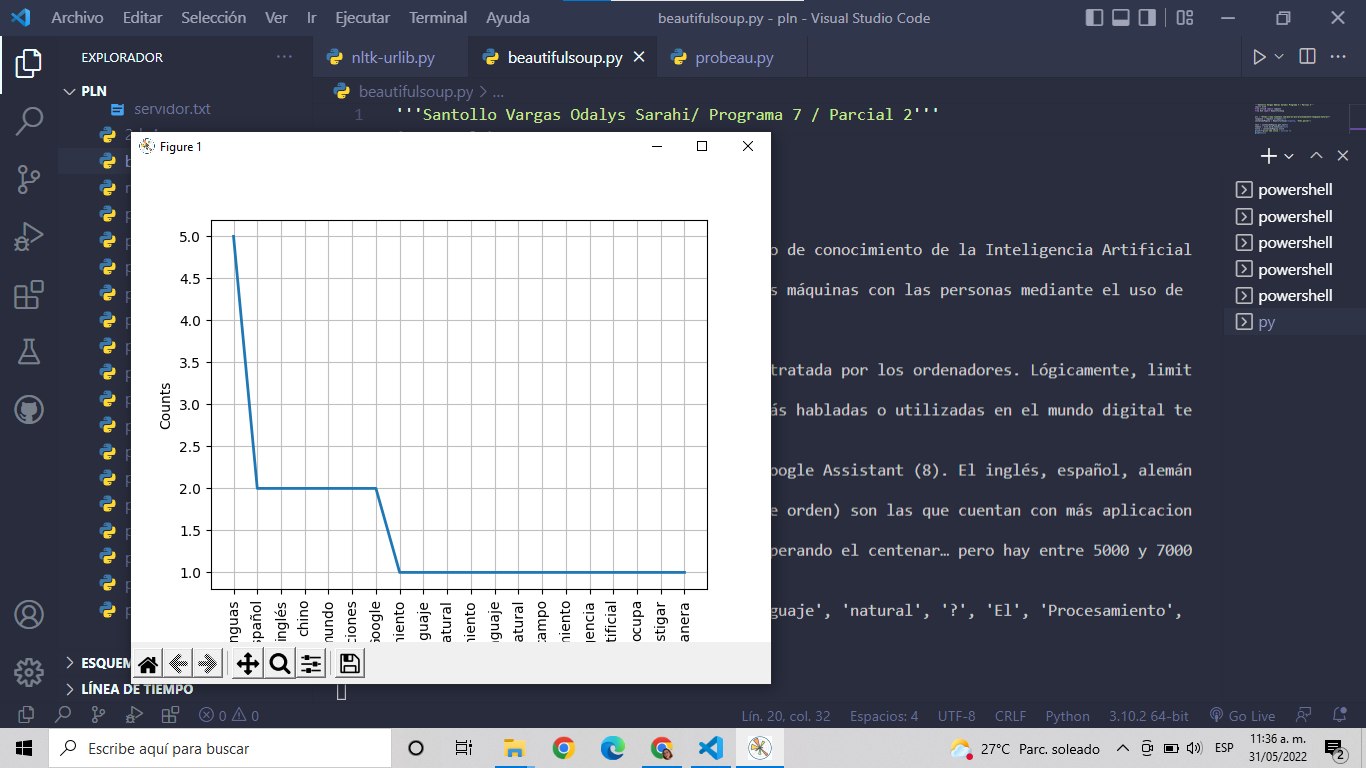 Archivo Editar Selección Ver Ir Ejecutar Terminal Ayuda
beautifulsoup.py - pln - Visual Studio Code
EXPLORADOR
nltk-urlib.py
beautifulsoup.py
probeau.py
PLN
servidor.txt
beautifulsoup.py > ...
1 '''Santollo Vargas Odalys Sarahi/ Programa 7 / Parcial 2'''
Figure 1
5.0
4.5
4.0
3.5
3.0
2.5
2.0
1.5
1.0
Counts
nguas
spañol
inglés
chino
mundo
ciones
oogle
miento
guaje
atural
campo
miento
nguaje
atural
gencia
tificial
ocupa
stigar
anera
o de conocimiento de la Inteligencia Artificial
s máquinas con las personas mediante el uso de
tratada por los ordenadores. Lógicamente, limit
ás habladas o utilizadas en el mundo digital te
oogle Assistant (8). El inglés, español, alemán
e orden) son las que cuentan con más aplicacion
perando el centenar… pero hay entre 5000 y 7000
guaje', 'natural', '?', 'El', 'Procesamiento',
powershell
powershell
powershell
powershell
powershell
py
ESQUEM
LÍNEA DE TIEMPO
0 0
Lín. 20, col. 32 Espacios: 4 UTF-8 CRLF Python 3.10.2 64-bit Go Live
Escribe aquí para buscar
27°C Parc. soleado
ESP
11:36 a. m.
31/05/2022
2